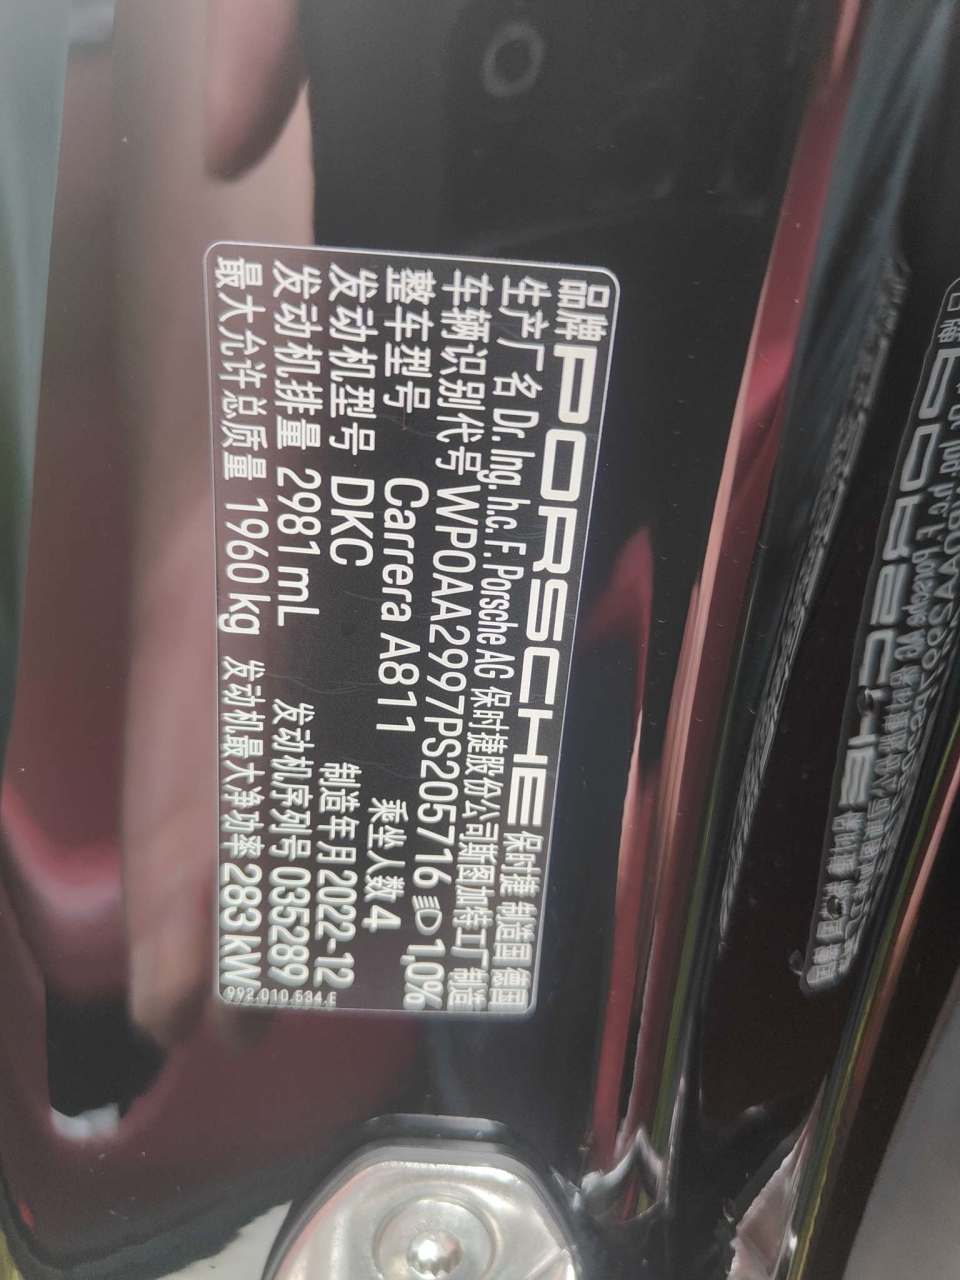 品牌 PORSCHE 保时捷 制造国 德国
生产厂名 Dr. Ing. h.c. F. Porsche AG 保时捷股份公司斯图加特工厂制造
车辆识别代号 WP0AA2997PS205716 1,0%
整车型号 Carrera A811 乘坐人数 4
发动机型号 DKC 制造年月 2022-12
发动机排量 2981 mL 发动机序列号 035289
最大允许总质量 1960 kg 发动机最大净功率 283 kW
992.010.534.E